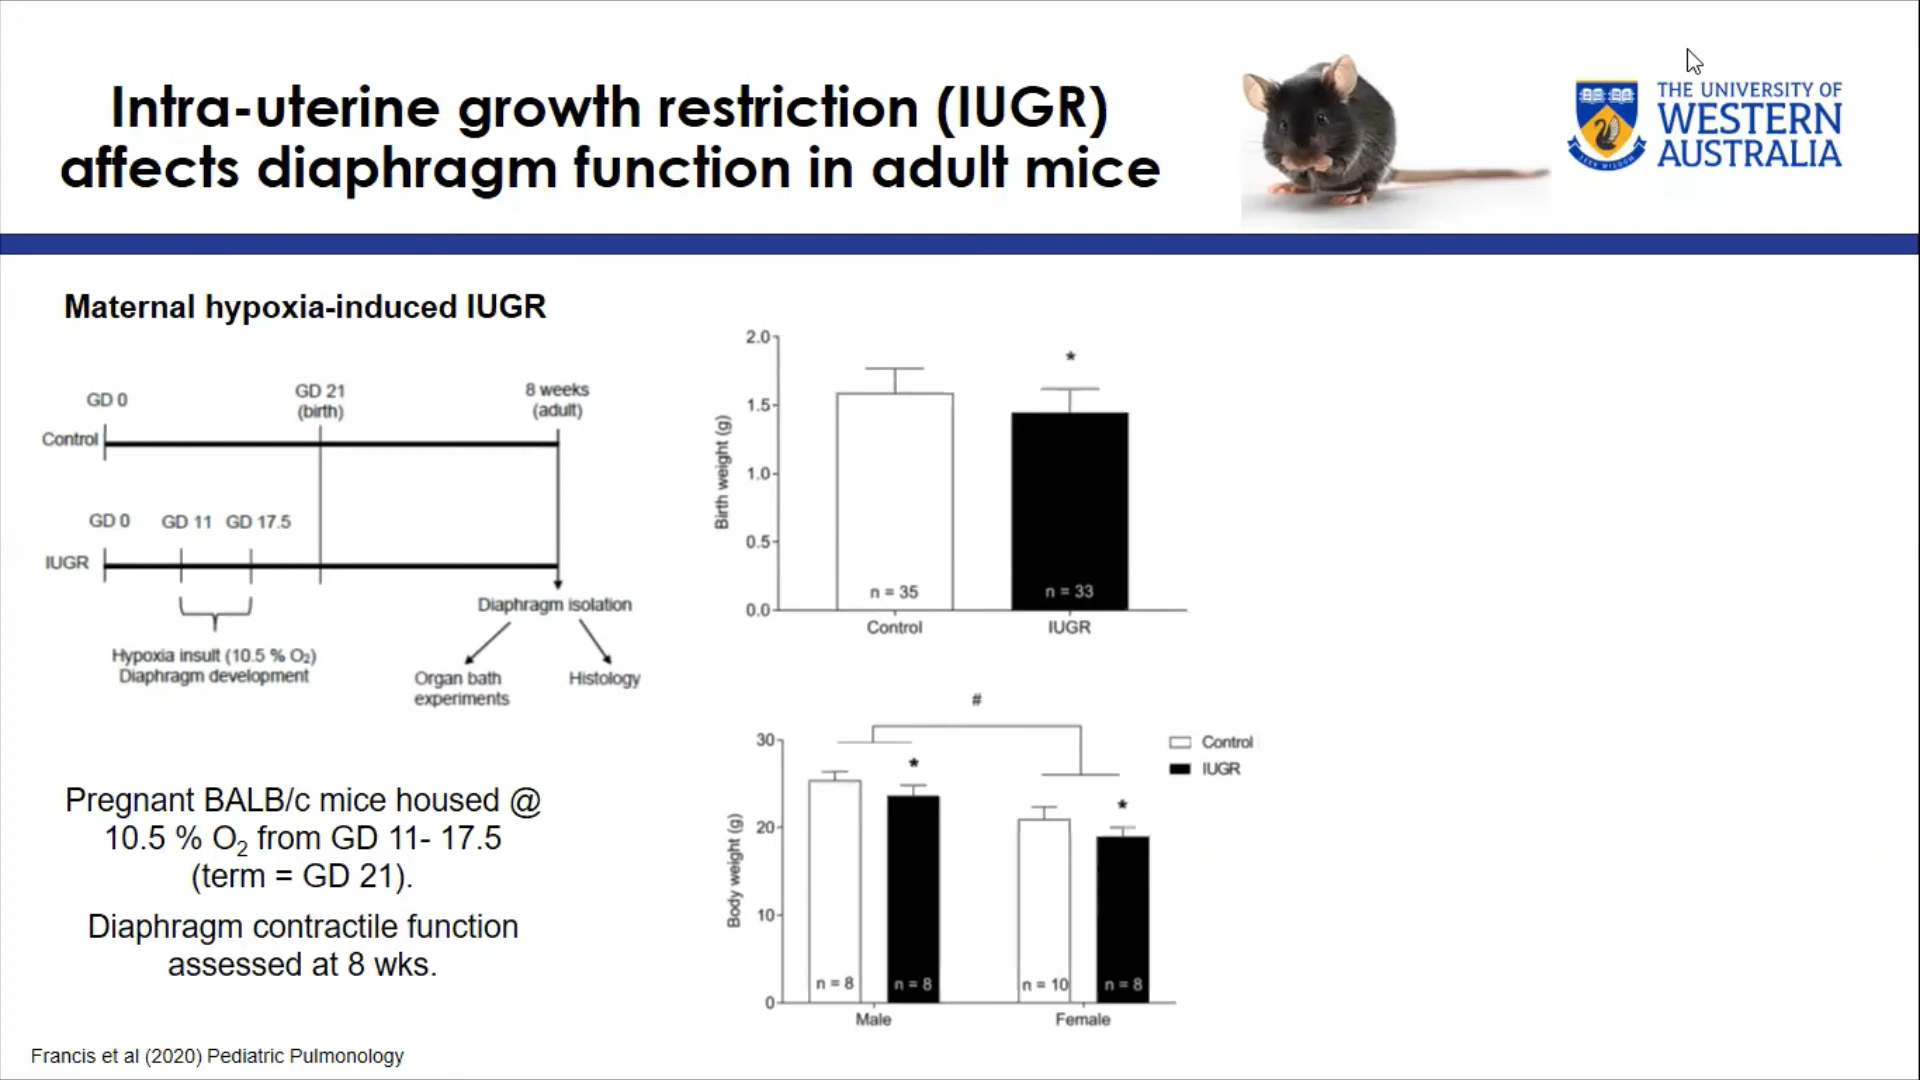 Intra-uterine growth restriction (IUGR)
affects diaphragm function in adult mice
THE UNIVERSITY OF
WESTERN
AUSTRALIA
SEEK WISDOM
Maternal hypoxia-induced IUGR
GD 0
GD 21
(birth)
8 weeks
(adult)
Control
GD 0
GD 11
GD 17.5
IUGR
Diaphragm isolation
Hypoxia insult (10.5 % O₂)
Diaphragm development
Organ bath
experiments
Histology
Pregnant BALB/c mice housed @
10.5 % O₂ from GD 11- 17.5
(term = GD 21).
Diaphragm contractile function
assessed at 8 wks.
Birth weight (g)
2.0
1.5
1.0
0.5
0.0
*
n = 35
n = 33
Control
IUGR
#
Body weight (g)
30
20
10
0
*
*
Control
IUGR
n = 8
n = 8
n = 10
n = 8
Male
Female
Francis et al (2020) Pediatric Pulmonology